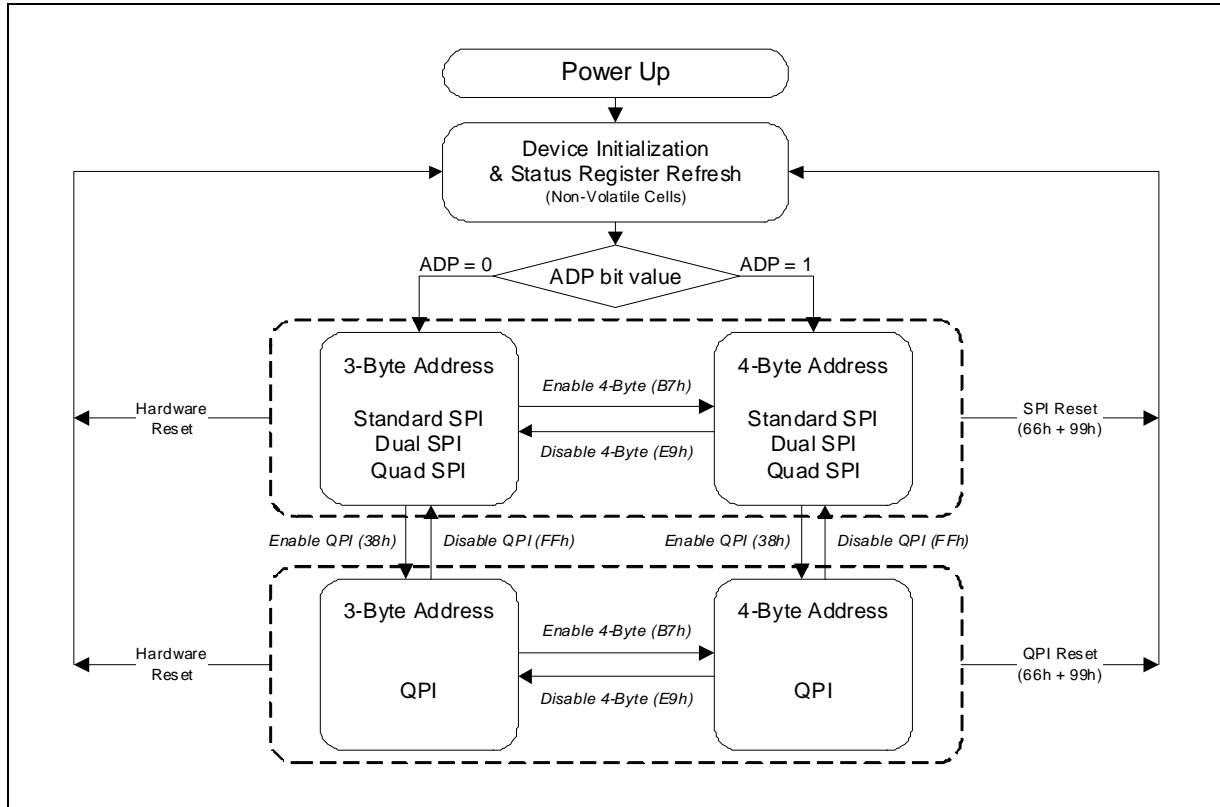 Power Up
Device Initialization
& Status Register Refresh
(Non-Volatile Cells)
ADP = 0
ADP bit value
ADP = 1
3-Byte Address
Standard SPI
Dual SPI
Quad SPI
Enable 4-Byte (B7h)
Disable 4-Byte (E9h)
4-Byte Address
Standard SPI
Dual SPI
Quad SPI
Hardware
Reset
SPI Reset
(66h + 99h)
Enable QPI (38h)
Disable QPI (FFh)
Enable QPI (38h)
Disable QPI (FFh)
3-Byte Address
QPI
Enable 4-Byte (B7h)
Disable 4-Byte (E9h)
4-Byte Address
QPI
Hardware
Reset
QPI Reset
(66h + 99h)